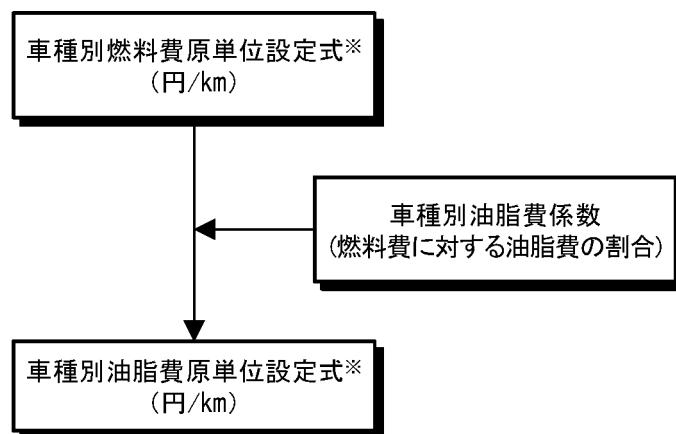 車種別燃料費原単位設定式※
(円/km)
車種別油脂費係数
(燃料費に対する油脂費の割合)
車種別油脂費原単位設定式※
(円/km)